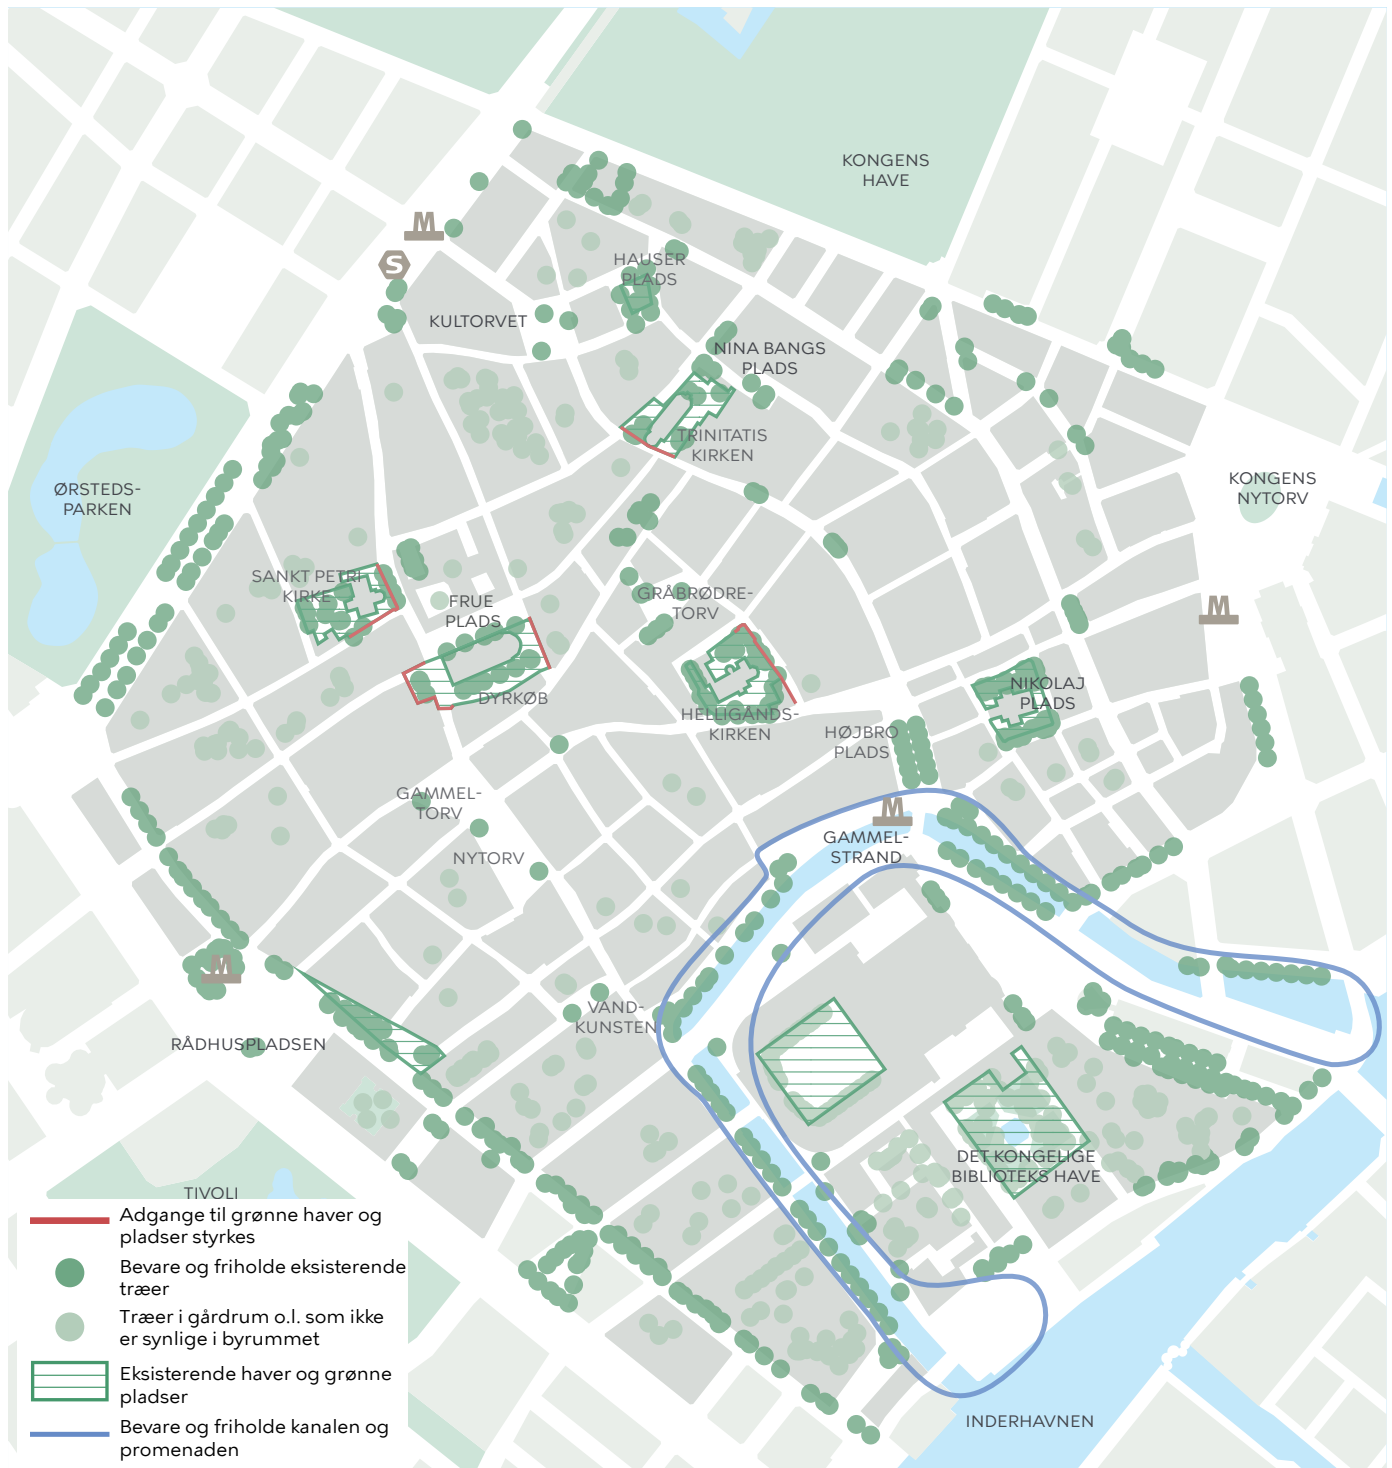 KONGENS
HAVE
M
S
HAUSER
PLADS
KULTORVET
NINA BANGS
PLADS
TRINITATIS
KIRKEN
ØRSTEDS-
PARKEN
KONGENS
NYTORV
SANKT PETRI
KIRKE
FRUE
PLADS
GRÅBRØDRE-
TORV
M
DYRKØB
HELLIGÅNDS-
KIRKEN
NIKOLAJ
PLADS
HØJBRO
PLADS
GAMMEL-
TORV
M
GAMMEL-
STRAND
NYTORV
M
VAND-
KUNSTEN
RÅDHUSPLADSEN
DET KONGELIGE
BIBLIOTEKS HAVE
TIVOLI
INDERHAVNEN
Adgange til grønne haver og
pladser styrkes
Bevare og friholde eksisterende
træer
Træer i gårdrum o.l. som ikke
er synlige i byrummet
Eksisterende haver og grønne
pladser
Bevare og friholde kanalen og
promenaden